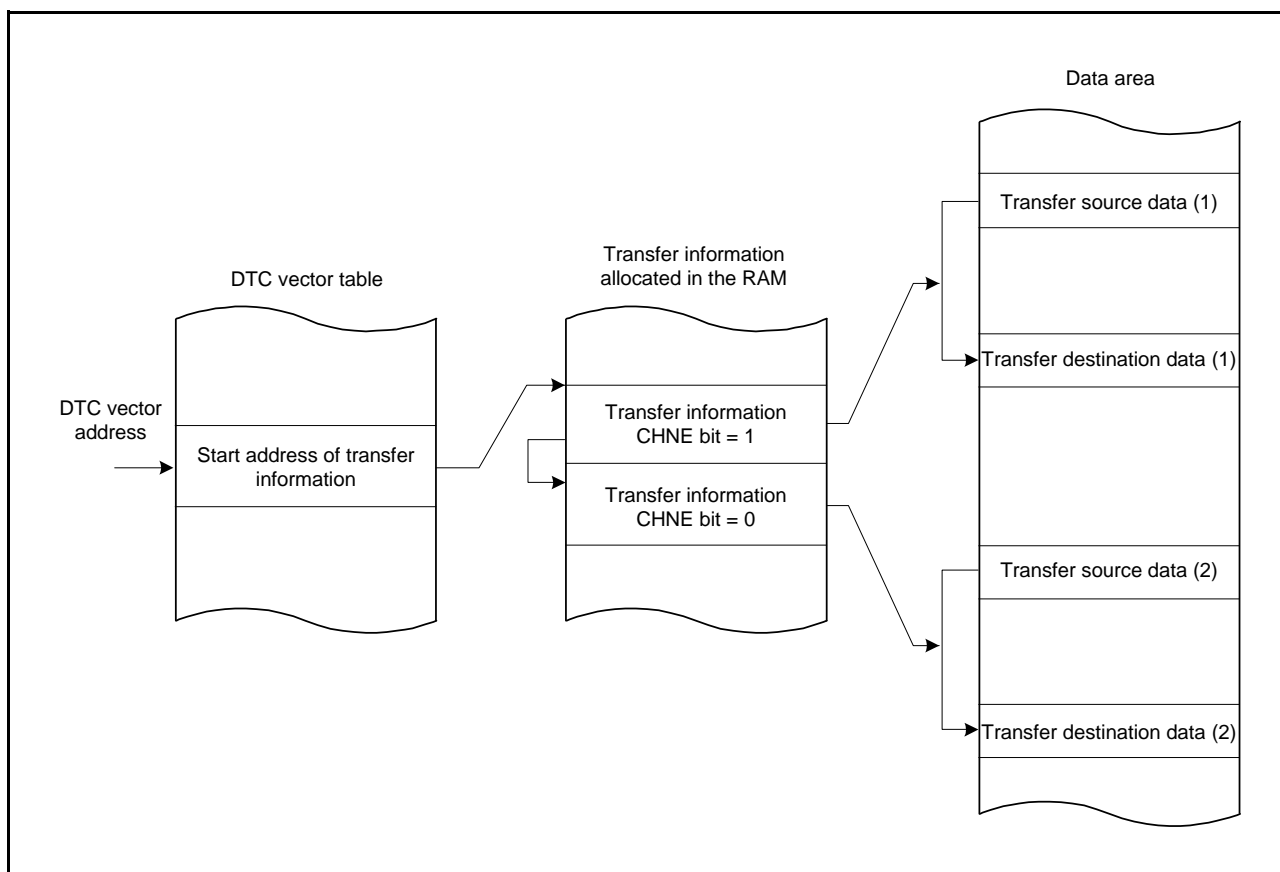 Data area
Transfer source data (1)
Transfer information
allocated in the RAM
DTC vector table
Transfer destination data (1)
DTC vector
address
Transfer information
CHNE bit = 1
Start address of transfer
information
Transfer information
CHNE bit = 0
Transfer source data (2)
Transfer destination data (2)